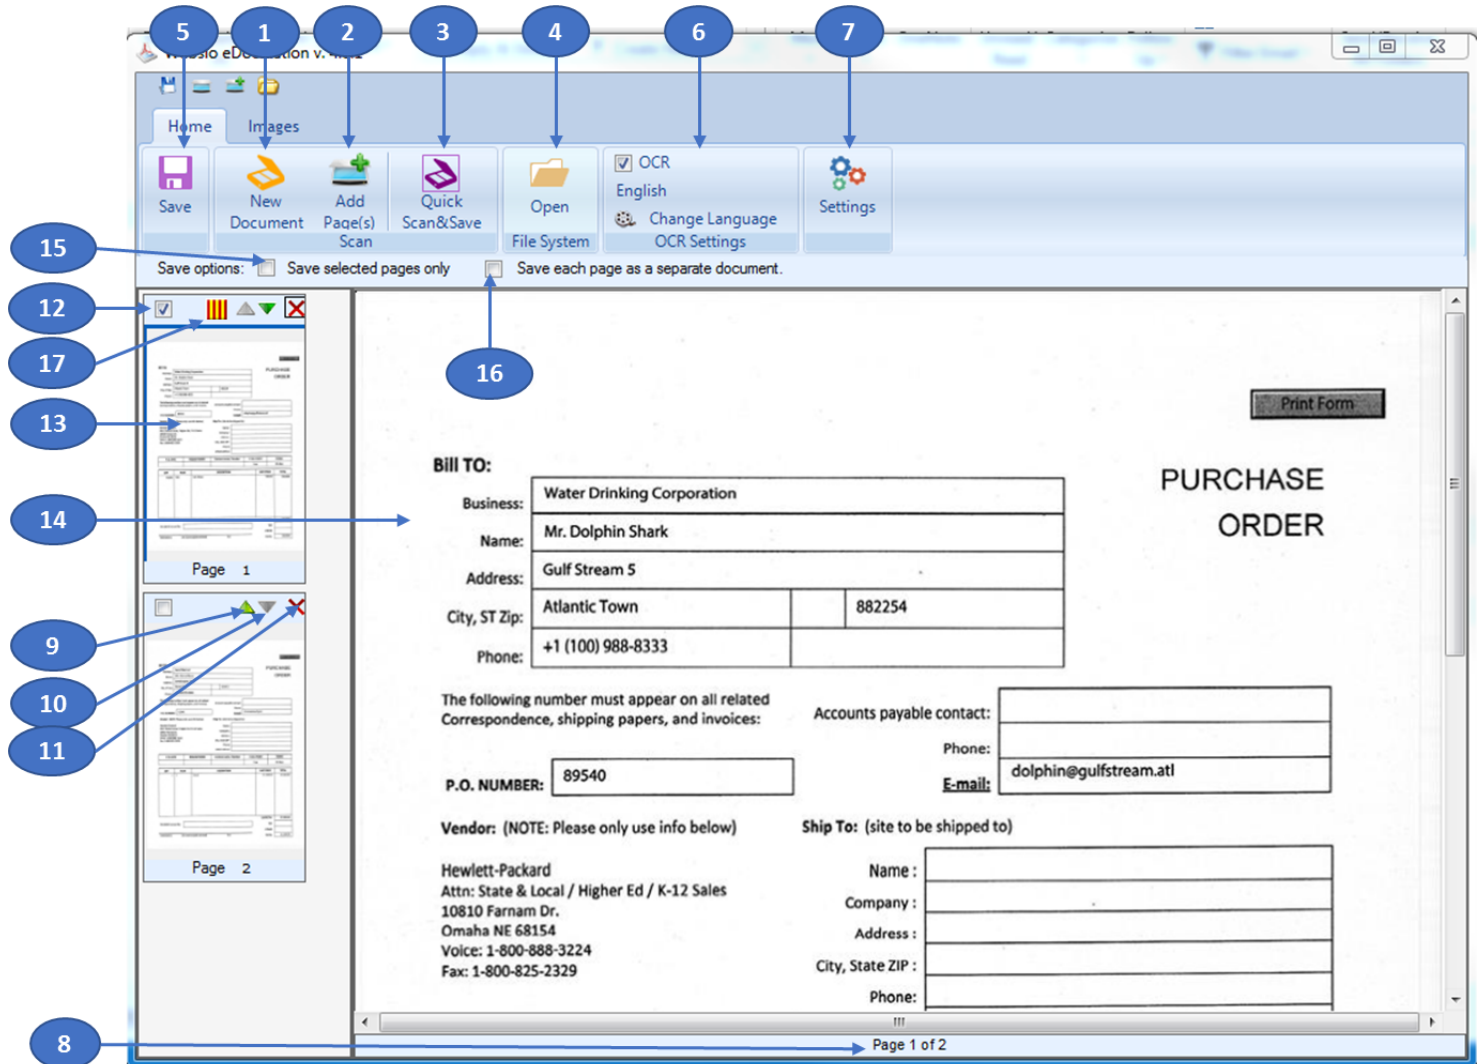 5 1 2 3 4 6 7
Home Images
Save
New Document
Add Page(s)
Quick Scan&Save
Scan
Open
File System
OCR
English
Change Language
OCR Settings
Settings
15
Save options: Save selected pages only Save each page as a separate document.
12
17
16
13
14
Page 1
9
10
11
Page 2
8
Print Form
PURCHASE
ORDER
Bill TO:
Business: Water Drinking Corporation
Name: Mr. Dolphin Shark
Address: Gulf Stream 5
City, ST Zip: Atlantic Town 882254
Phone: +1 (100) 988-8333
The following number must appear on all related
Correspondence, shipping papers, and invoices:
Accounts payable contact:
Phone:
E-mail: dolphin@gulfstream.atl
P.O. NUMBER: 89540
Vendor: (NOTE: Please only use info below)
Hewlett-Packard
Attn: State & Local / Higher Ed / K-12 Sales
10810 Farnam Dr.
Omaha NE 68154
Voice: 1-800-888-3224
Fax: 1-800-825-2329
Ship To: (site to be shipped to)
Name :
Company :
Address :
City, State ZIP :
Phone:
Page 1 of 2